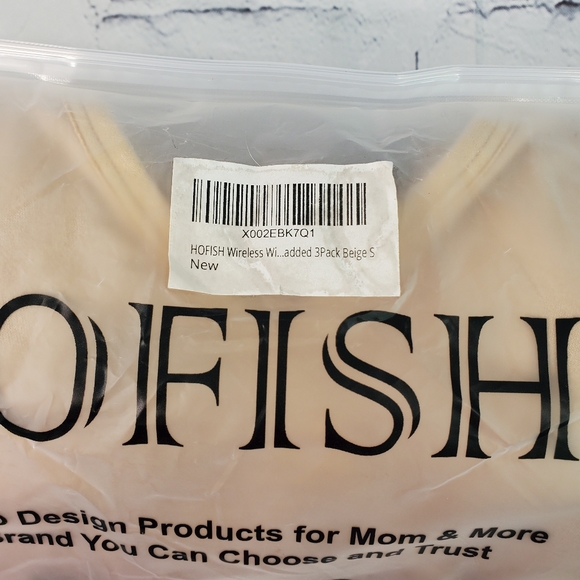 X002EBK7Q1
HOFISH Wireless Wi...added 3Pack Beige S
New
OFISH
Design Products for Mom & More
Brand You Can Choose and Trust